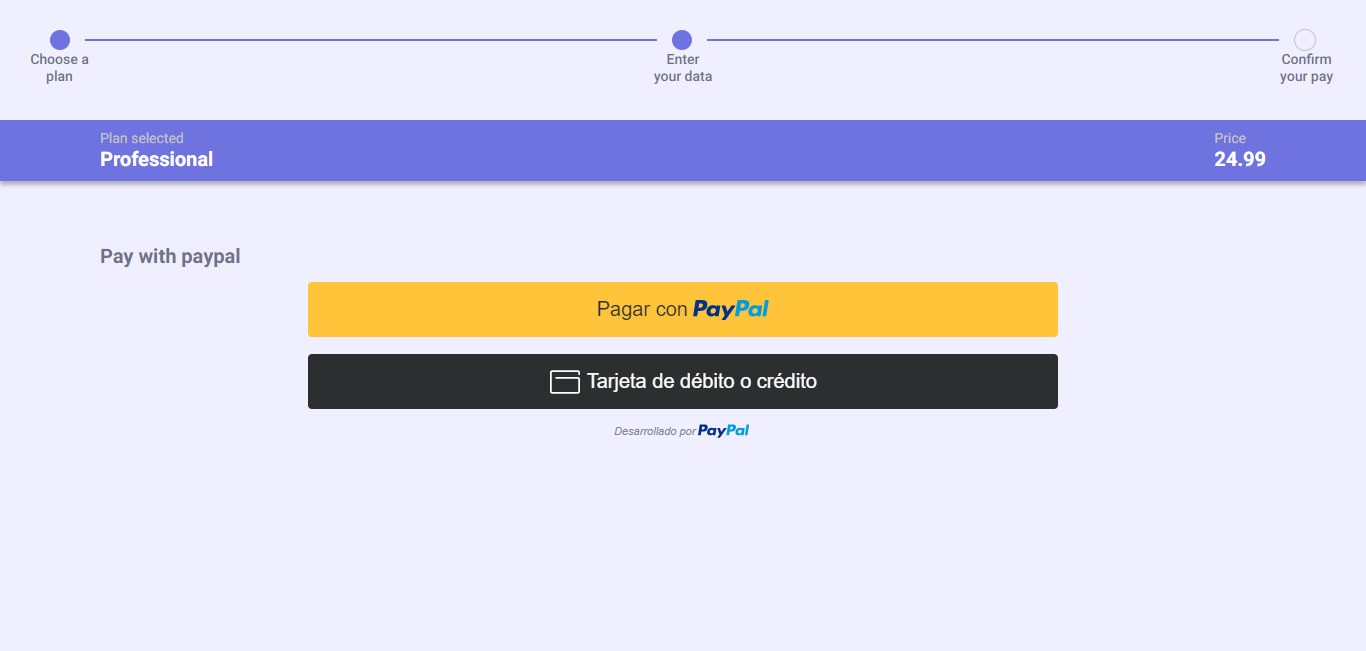 Choose a
plan
Enter
your data
Confirm
your pay
Plan selected
Professional
Price
24.99
Pay with paypal
Pagar con PayPal
Tarjeta de débito o crédito
Desarrollado por PayPal